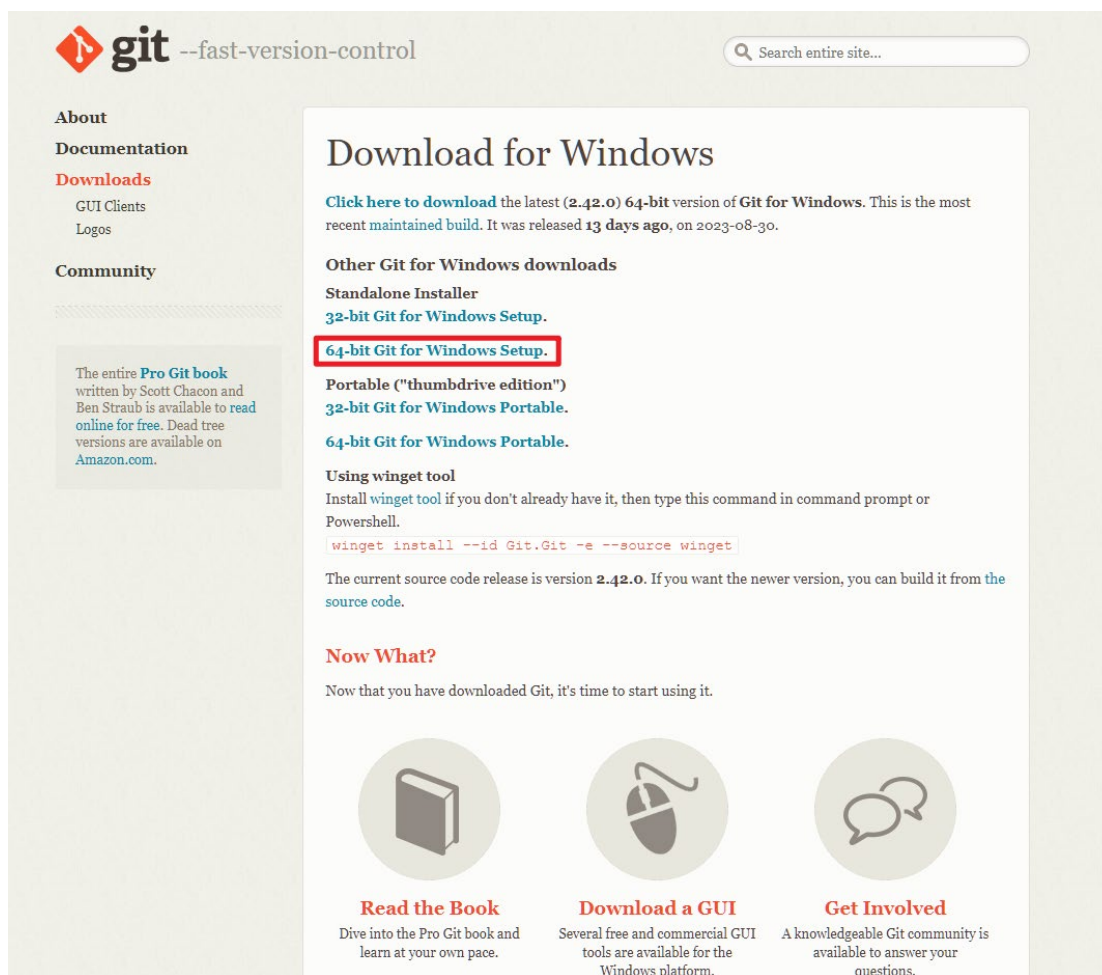 git --fast-version-control
Search entire site...
About
Documentation
Downloads
GUI Clients
Logos
Community
The entire Pro Git book
written by Scott Chacon and
Ben Straub is available to read
online for free. Dead tree
versions are available on
Amazon.com.
Download for Windows
Click here to download the latest (2.42.0) 64-bit version of Git for Windows. This is the most
recent maintained build. It was released 13 days ago, on 2023-08-30.
Other Git for Windows downloads
Standalone Installer
32-bit Git for Windows Setup.
64-bit Git for Windows Setup.
Portable ("thumbdrive edition")
32-bit Git for Windows Portable.
64-bit Git for Windows Portable.
Using winget tool
Install winget tool if you don't already have it, then type this command in command prompt or
Powershell.
winget install --id Git.Git -e --source winget
The current source code release is version 2.42.0. If you want the newer version, you can build it from the
source code.
Now What?
Now that you have downloaded Git, it's time to start using it.
Read the Book
Dive into the Pro Git book and
learn at your own pace.
Download a GUI
Several free and commercial GUI
tools are available for the
Windows platform.
Get Involved
A knowledgeable Git community is
available to answer your
questions.